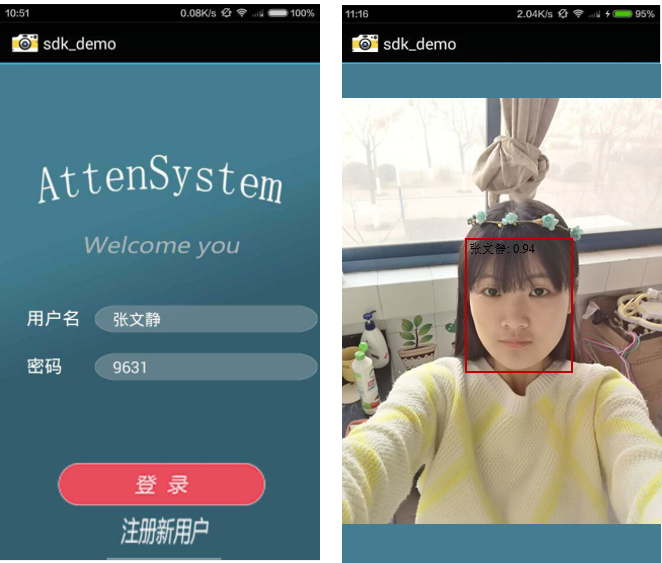 10:51 0.08K/s 100%
sdk_demo
AttenSystem
Welcome you
用户名 张文静
密码 9631
登录
注册新用户
11:16 2.04K/s 95%
sdk_demo
张文静: 0.94